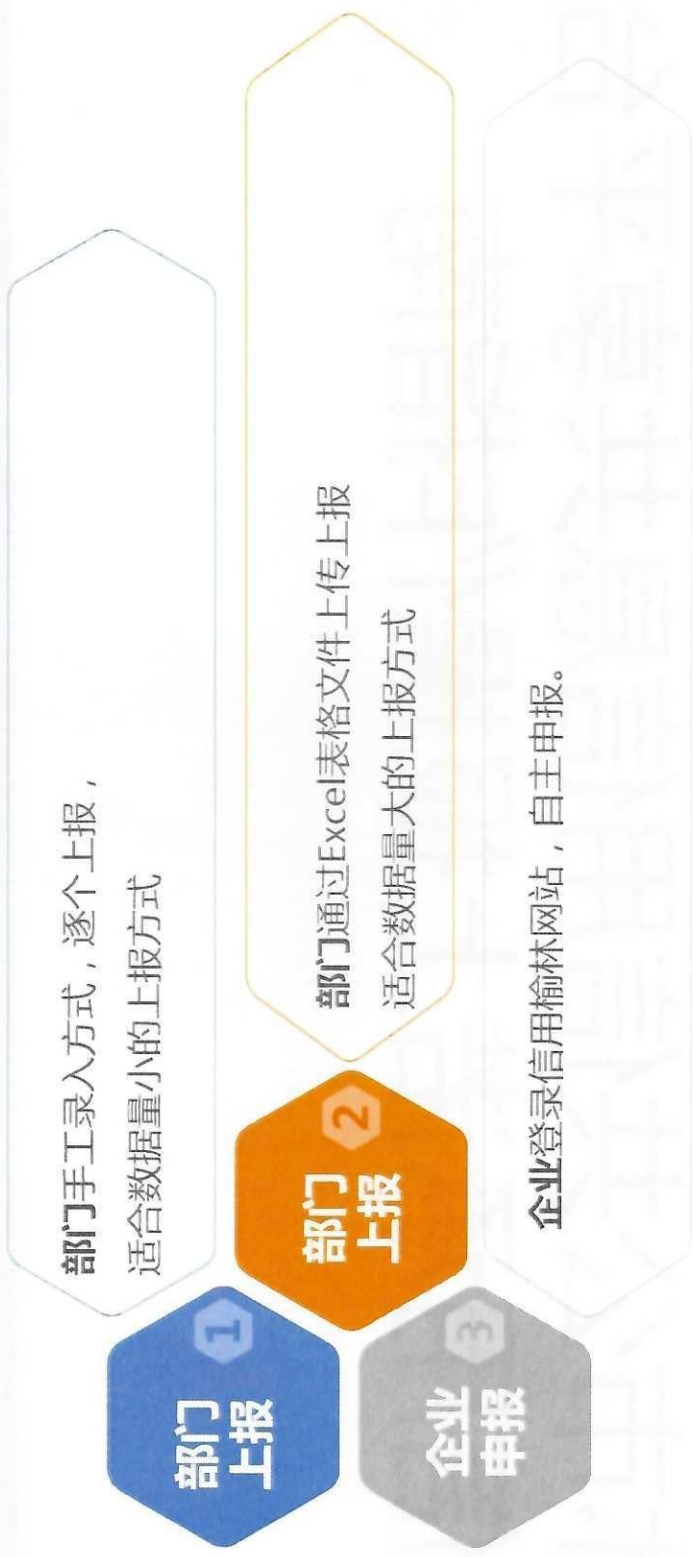 部门
上报
1
部门手工录入方式，逐个上报，
适合数据量小的上报方式
部门
上报
2
部门通过Excel表格文件上传上报
适合数据量大的上报方式
企业
申报
3
企业登录信用榆林网站，自主申报。